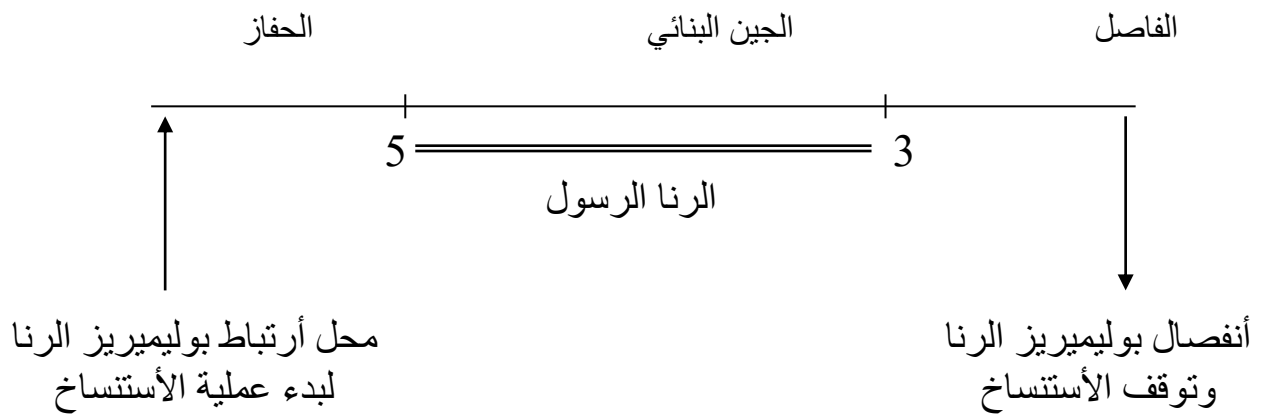 الحفاز
الجين البنائي
الفاصل
5
3
الرنا الرسول
محل أرتباط بوليميريز الرنا
لبدء عملية الأستنساخ
أنفصال بوليميريز الرنا
وتوقف الأستنساخ